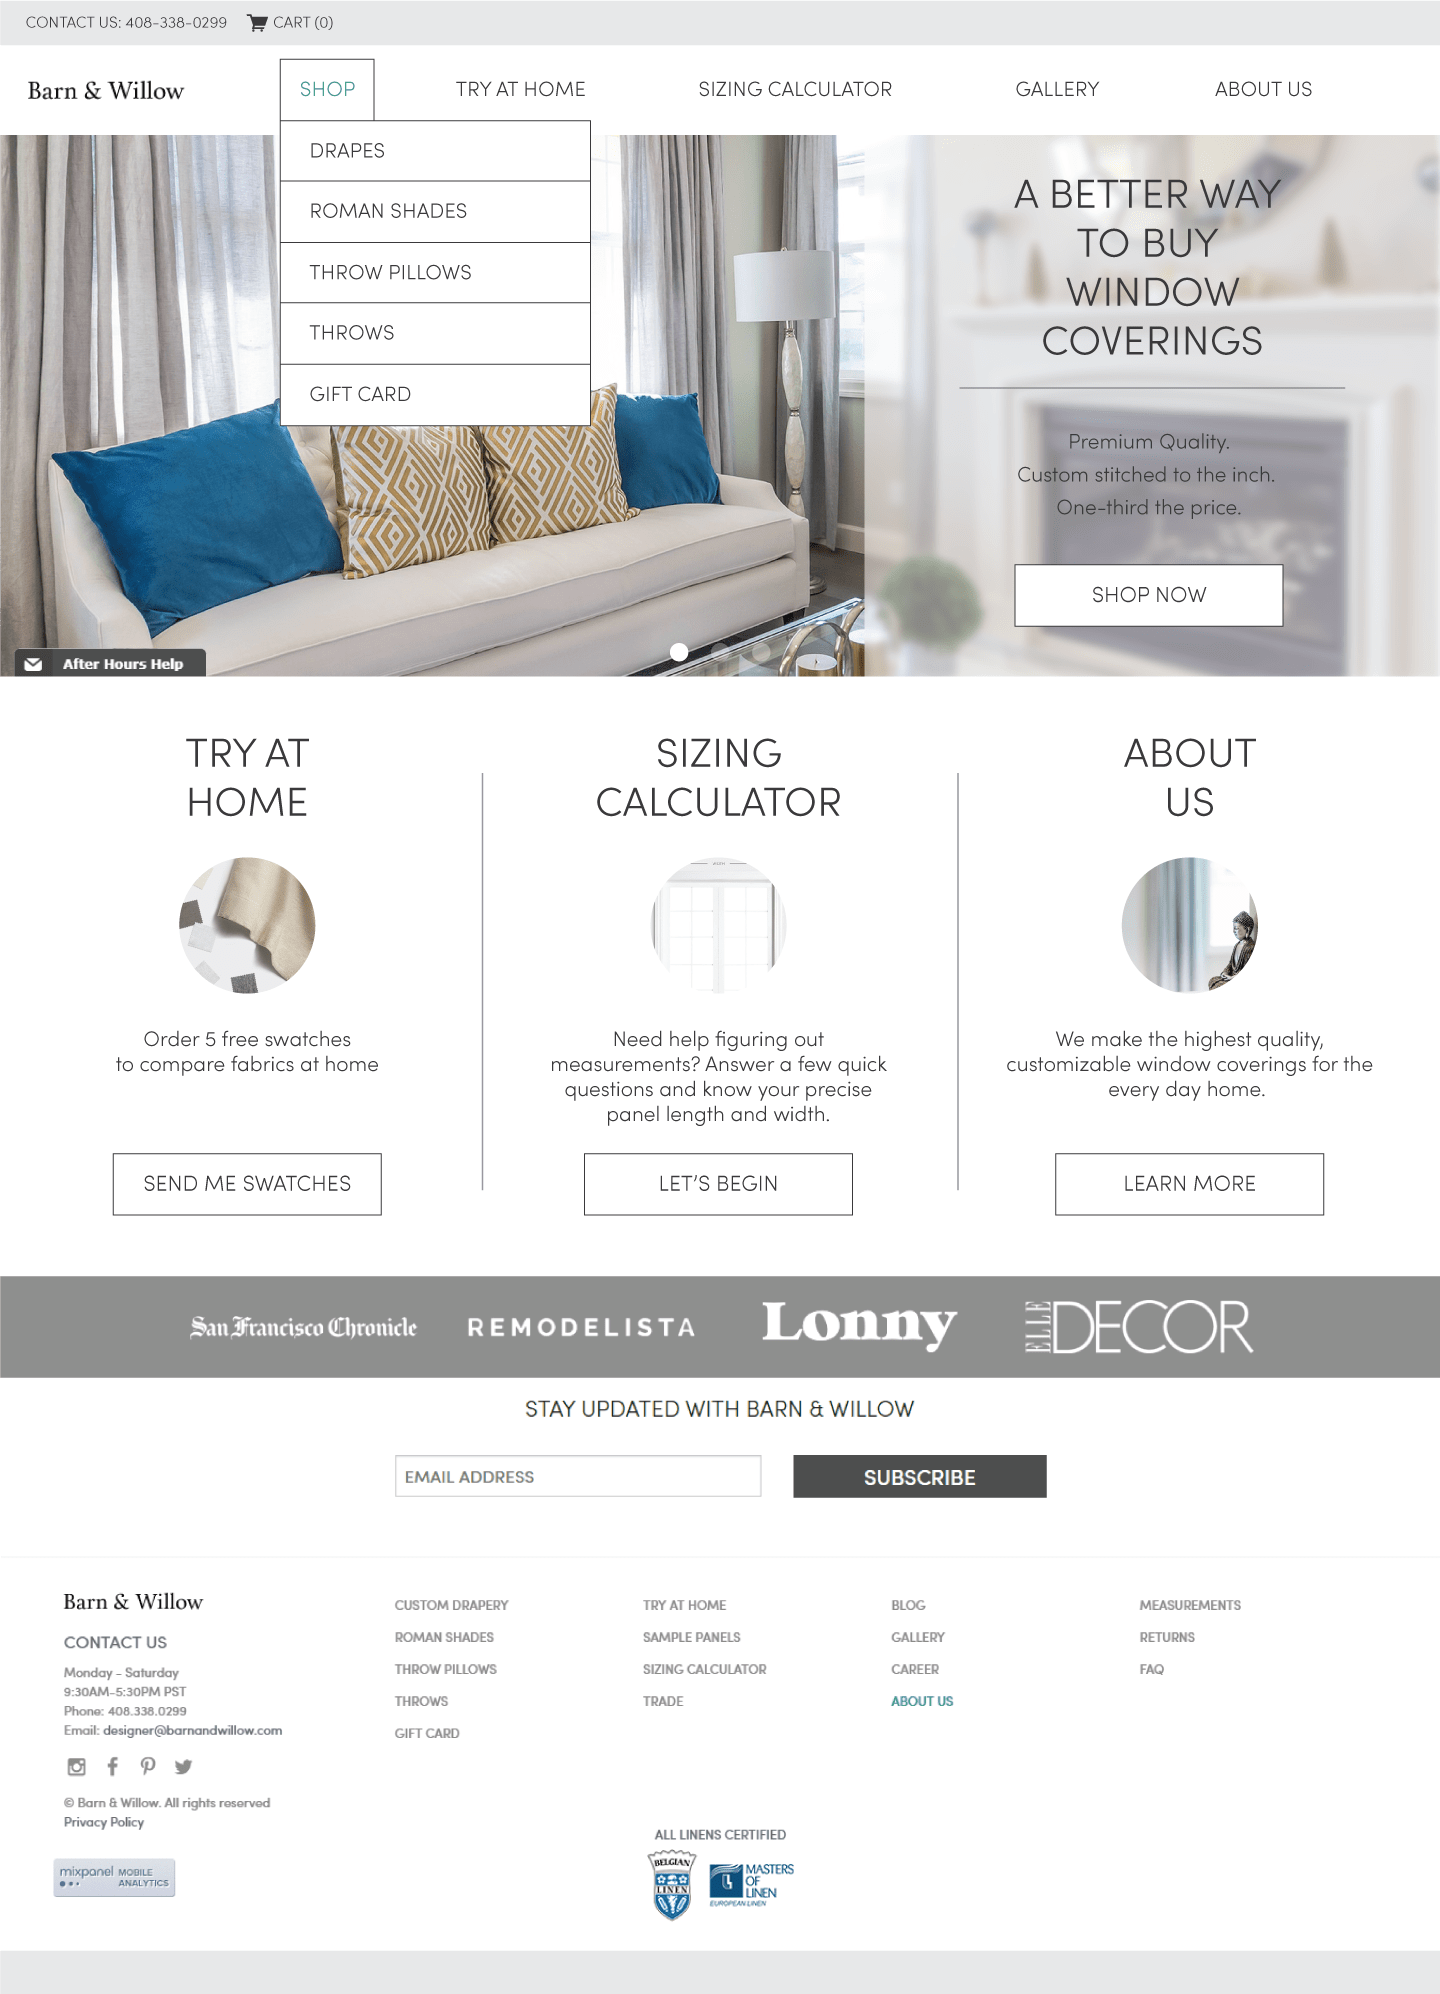 CONTACT US: 408-338-0299 CART (0)
Barn & Willow
SHOP
TRY AT HOME
SIZING CALCULATOR
GALLERY
ABOUT US
DRAPES
ROMAN SHADES
THROW PILLOWS
THROWS
GIFT CARD
A BETTER WAY
TO BUY
WINDOW
COVERINGS
Premium Quality.
Custom stitched to the inch.
One-third the price.
SHOP NOW
After Hours Help
TRY AT
HOME
Order 5 free swatches
to compare fabrics at home
SEND ME SWATCHES
SIZING
CALCULATOR
Need help figuring out
measurements? Answer a few quick
questions and know your precise
panel length and width.
LET'S BEGIN
ABOUT
US
We make the highest quality,
customizable window coverings for the
every day home.
LEARN MORE
San Francisco Chronicle
REMODELISTA
Lonny
ELLE DECOR
STAY UPDATED WITH BARN & WILLOW
EMAIL ADDRESS
SUBSCRIBE
Barn & Willow
CONTACT US
Monday - Saturday
9:30AM-5:30PM PST
Phone: 408.338.0299
Email: designer@barnandwillow.com
© Barn & Willow. All rights reserved
Privacy Policy
mixpanel MOBILE
ANALYTICS
CUSTOM DRAPERY
ROMAN SHADES
THROW PILLOWS
THROWS
GIFT CARD
TRY AT HOME
SAMPLE PANELS
SIZING CALCULATOR
TRADE
BLOG
GALLERY
CAREER
ABOUT US
MEASUREMENTS
RETURNS
FAQ
ALL LINENS CERTIFIED
BELGIAN
LINEN
MASTERS
OF
LINEN
EUROPEAN LINEN